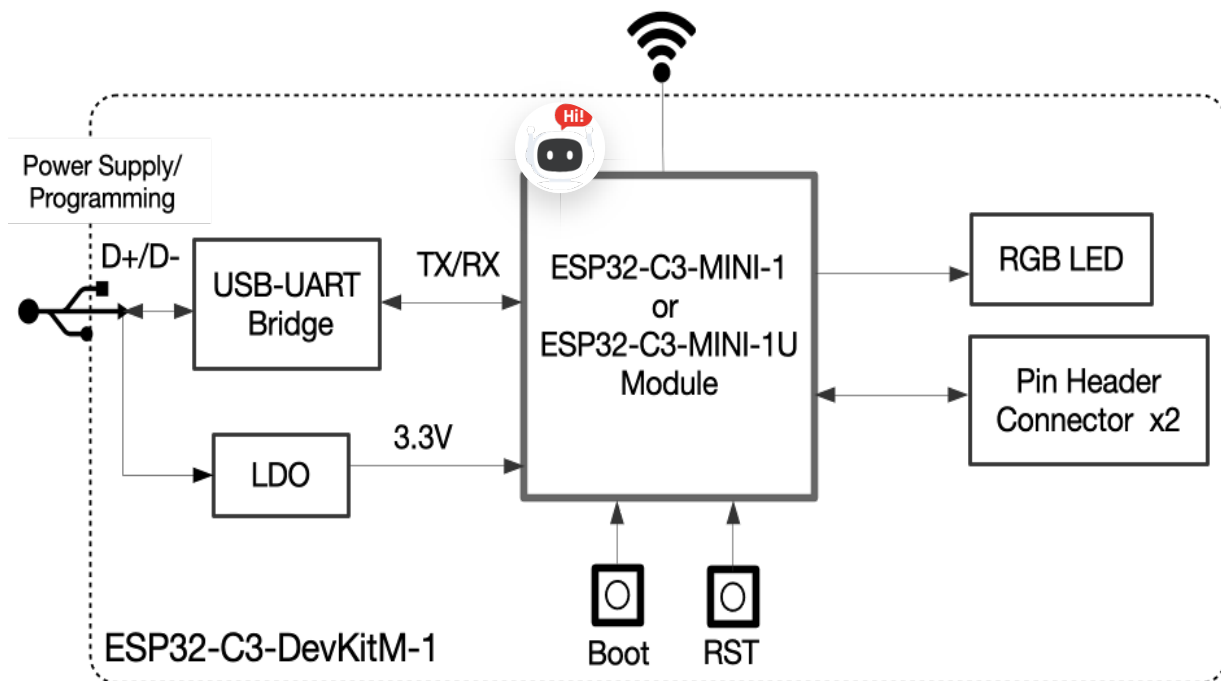 Hi!
Power Supply/
Programming
D+/D-
USB-UART
Bridge
TX/RX
ESP32-C3-MINI-1
or
ESP32-C3-MINI-1U
Module
RGB LED
Pin Header
Connector x2
LDO
3.3V
Boot
RST
ESP32-C3-DevKitM-1